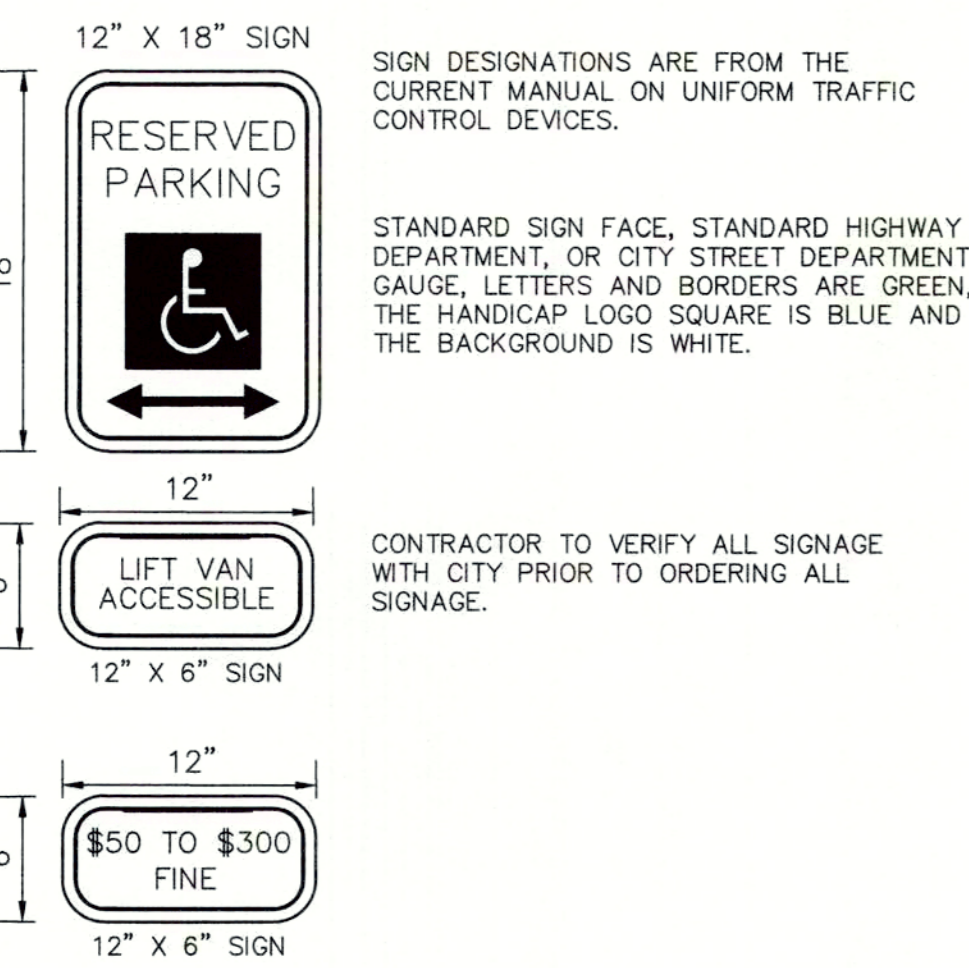 12" X 18" SIGN
RESERVED
PARKING
SIGN DESIGNATIONS ARE FROM THE
CURRENT MANUAL ON UNIFORM TRAFFIC
CONTROL DEVICES.
STANDARD SIGN FACE, STANDARD HIGHWAY
DEPARTMENT, OR CITY STREET DEPARTMENT
GAUGE, LETTERS AND BORDERS ARE GREEN,
THE HANDICAP LOGO SQUARE IS BLUE AND
THE BACKGROUND IS WHITE.
12"
LIFT VAN
ACCESSIBLE
12" X 6" SIGN
CONTRACTOR TO VERIFY ALL SIGNAGE
WITH CITY PRIOR TO ORDERING ALL
SIGNAGE.
12"
$50 TO $300
FINE
12" X 6" SIGN